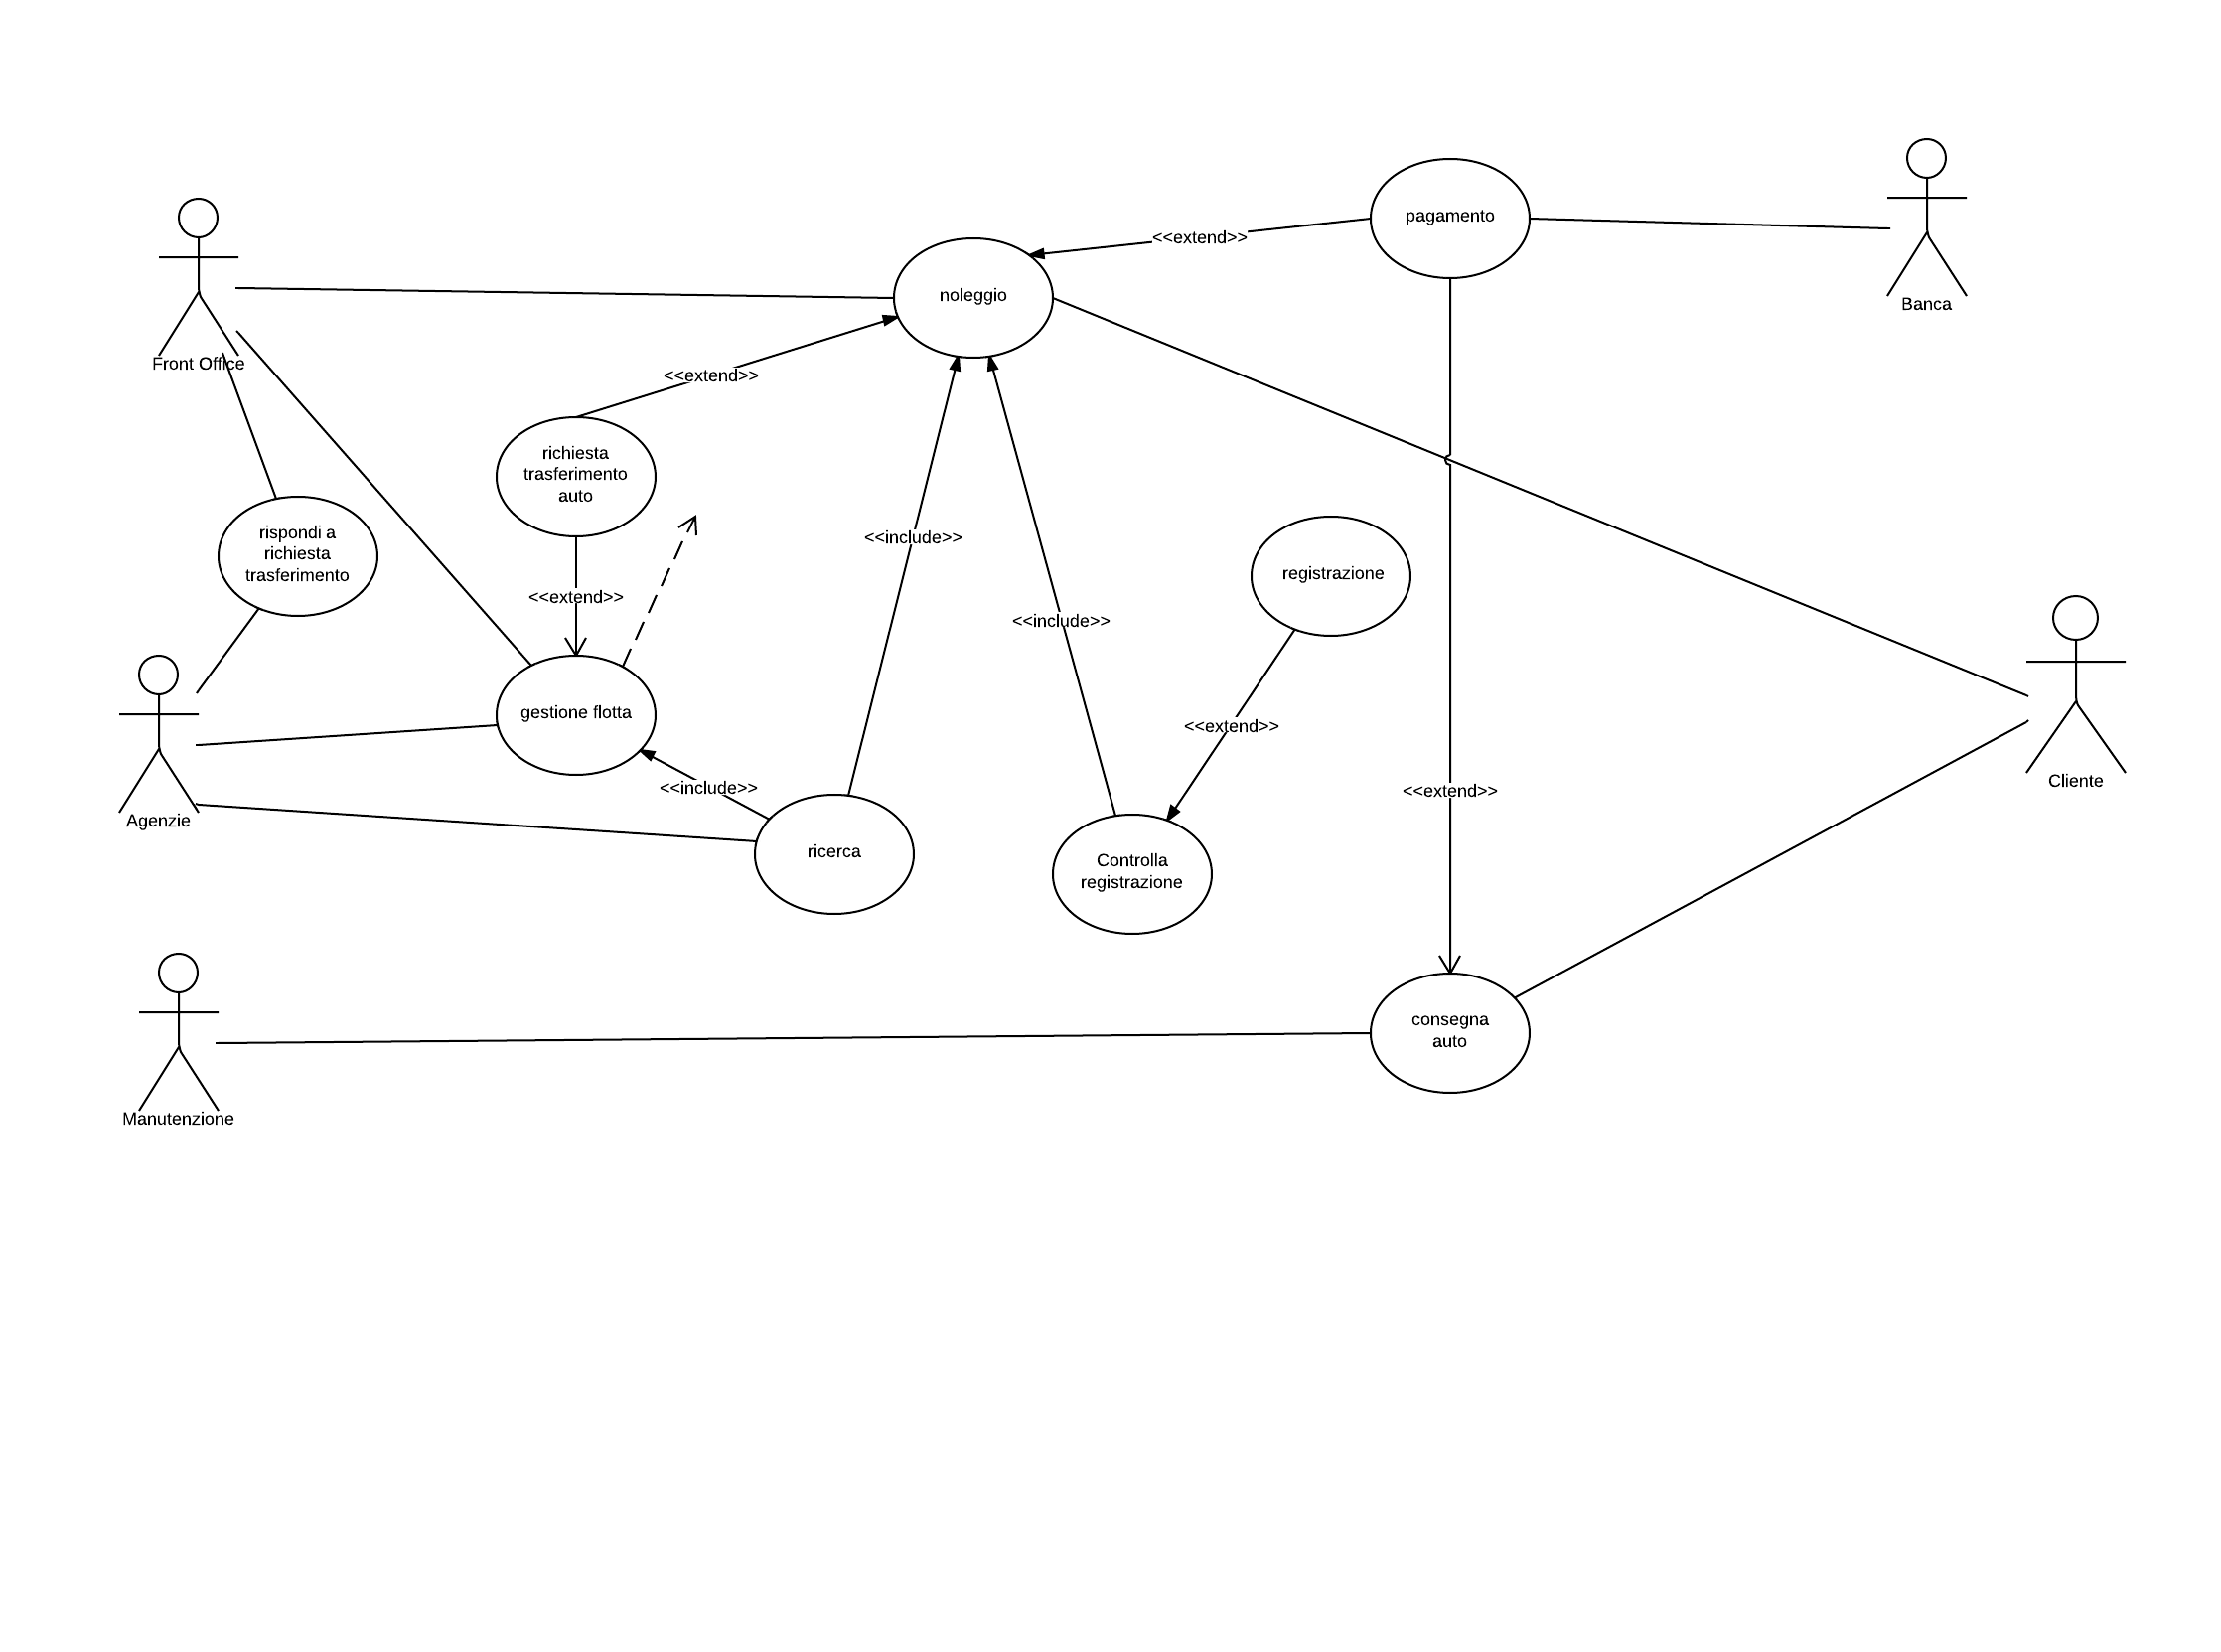 pagamento
<<extend>>
noleggio
Banca
Front Office
<<extend>>
richiesta
trasferimento
auto
rispondi a
richiesta
trasferimento
<<include>>
registrazione
<<extend>>
<<include>>
gestione flotta
<<extend>>
<<include>>
<<extend>>
Cliente
Agenzie
ricerca
Controlla
registrazione
consegna
auto
Manutenzione